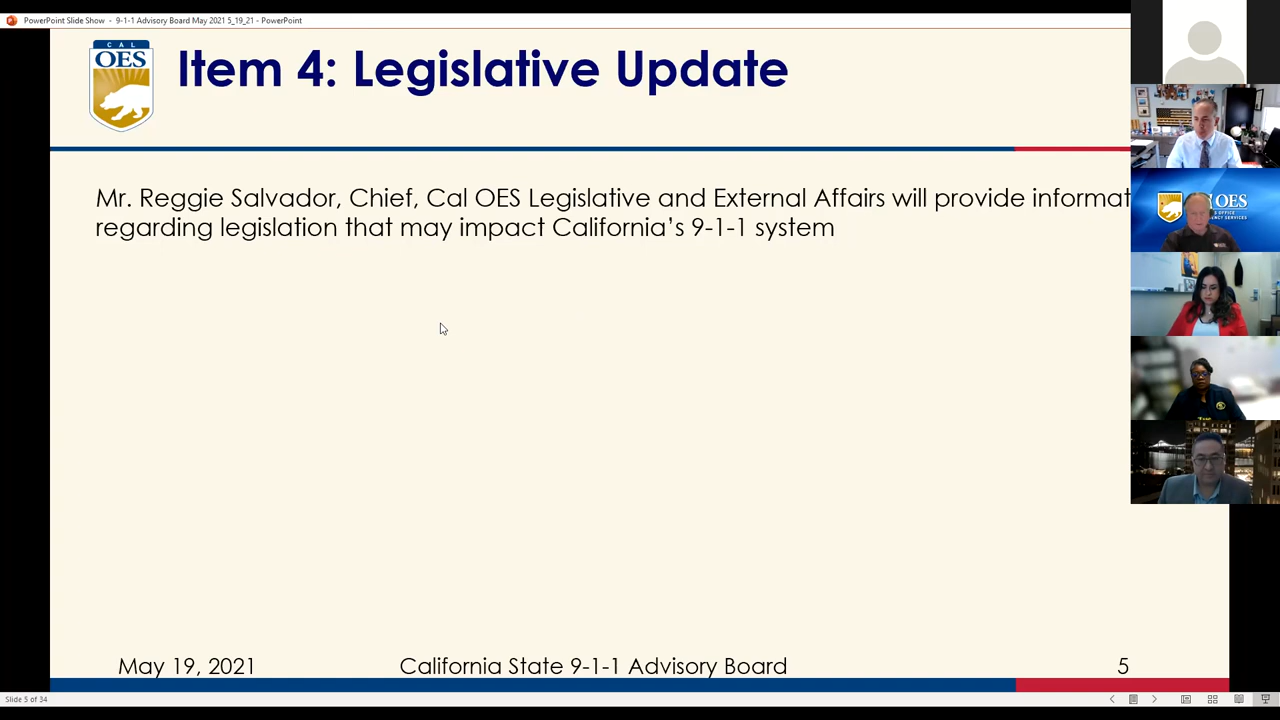 PowerPoint Slide Show - 9-1-1 Advisory Board May 2021 5_19_21 - PowerPoint
CAL
OES
Item 4: Legislative Update
Mr. Reggie Salvador, Chief, Cal OES Legislative and External Affairs will provide informat
regarding legislation that may impact California's 9-1-1 system
OES
S OFFICE
GENCY SERVICES
May 19, 2021
California State 9-1-1 Advisory Board
5
Slide 5 of 34